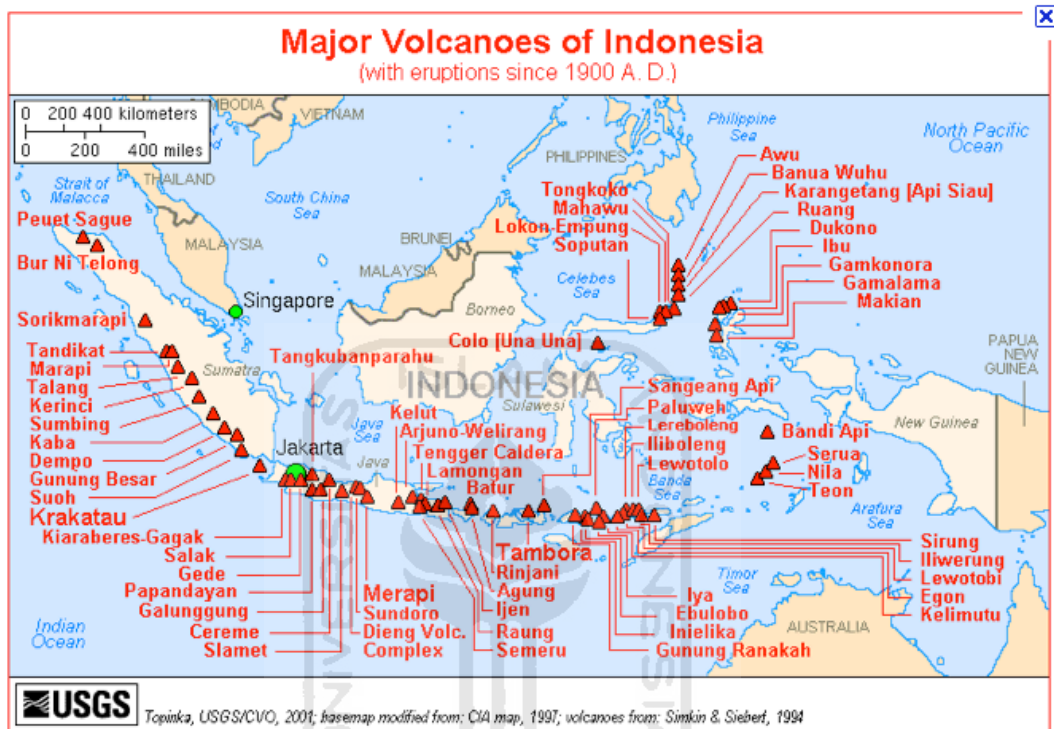 Major Volcanoes of Indonesia
(with eruptions since 1900 A. D.)
0 200 400 kilometers
0 200 400 miles
CAMBODIA
VIETNAM
THAILAND
Strait of
Malacca
South China
Sea
PHILIPPINES
Philippine
Sea
North Pacific
Ocean
MALAYSIA
BRUNEI
MALAYSIA
Celebes
Sea
Borneo
Singapore
Peuet Sague
Bur Ni Telong
Sorikmarapi
Tandikat
Marapi
Talang
Kerinci
Sumbing
Kaba
Dempo
Gunung Besar
Suoh
Krakatau
Kiaraberes-Gagak
Salak
Gede
Papandayan
Galunggung
Cereme
Slamet
Sumatra
Tangkubanparahu
Jakarta
Java
Sea
Java
Tongkoko
Mahawu
Lokon Empung
Soputan
Awu
Banua Wuhu
Karangetang [Api Siau]
Ruang
Dukono
Ibu
Gamkonora
Gamalama
Makian
Colo [Una Una]
INDONESIA
Sulawesi
PAPUA
NEW
GUINEA
New Guinea
Kelut
Arjuno-Welirang
Tengger Caldera
Lamongan
Batur
Sangeang Api
Paluweh
Lereboleng
Iliboleng
Lewotolo
Banda
Sea
Bandi Api
Serua
Nila
Teon
Arafura
Sea
Merapi
Sundoro
Dieng Volc.
Complex
Tambora
Rinjani
Agung
Ijen
Raung
Semeru
Iya
Ebulobo
Inielika
Gunung Ranakah
Timor
Sea
Sirung
Iliwerung
Lewotobi
Egon
Kelimutu
AUSTRALIA
Indian
Ocean
USGS
Topinka, USGS/CVO, 2001; basemap modified from: CIA map, 1997; volcanoes from: Simkin & Siebert, 1994